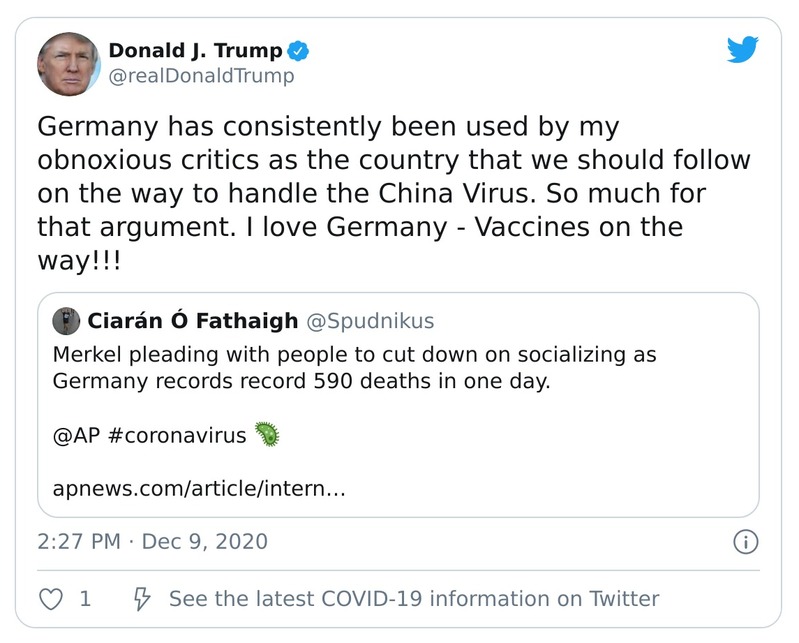 Donald J. Trump
@realDonaldTrump
Germany has consistently been used by my
obnoxious critics as the country that we should follow
on the way to handle the China Virus. So much for
that argument. I love Germany - Vaccines on the
way!!!
Ciarán Ó Fathaigh @Spudnikus
Merkel pleading with people to cut down on socializing as
Germany records record 590 deaths in one day.
@AP #coronavirus 🦠
apnews.com/article/intern…
2:27 PM · Dec 9, 2020
1 See the latest COVID-19 information on Twitter